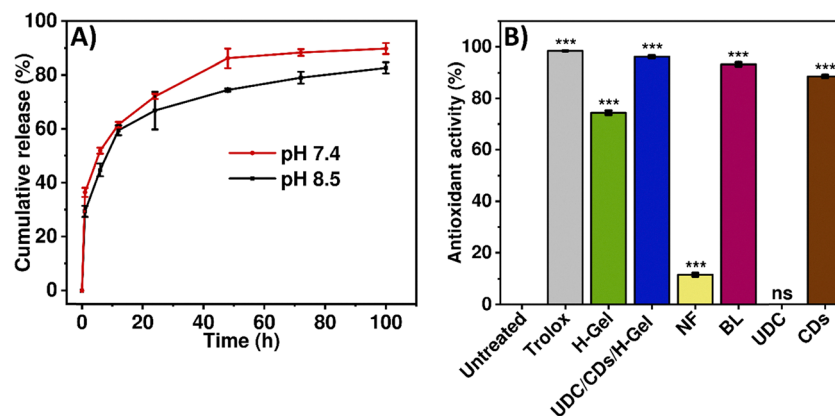 A)
Cumulative release (%)
100
80
60
40
20
0
pH 7.4
pH 8.5
0
20
40
60
80
100
Time (h)
B)
Antioxidant activity (%)
100
80
60
40
20
0
***
***
***
***
***
ns
***
Untreated
Trolox
H-Gel
UDC/CDs/H-Gel
NF
BL
UDC
CDs